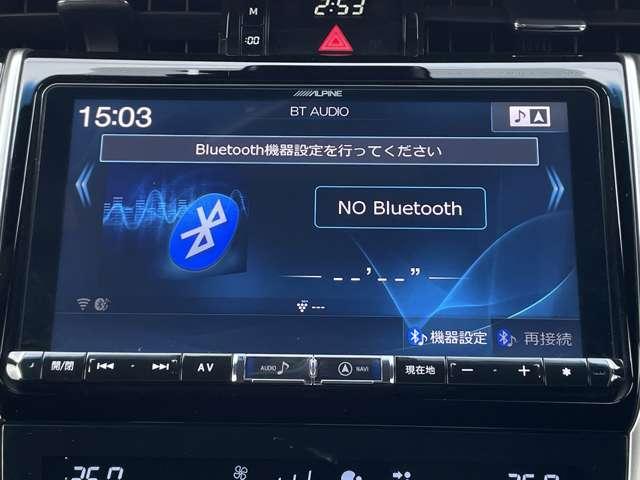 M
:00
2:53
ALPINE
15:03
BT AUDIO
Bluetooth機器設定を行ってください
NO Bluetooth
--'--"
---
機器設定
再接続
開/閉
AV
AUDIO
NAVI
現在地
- +